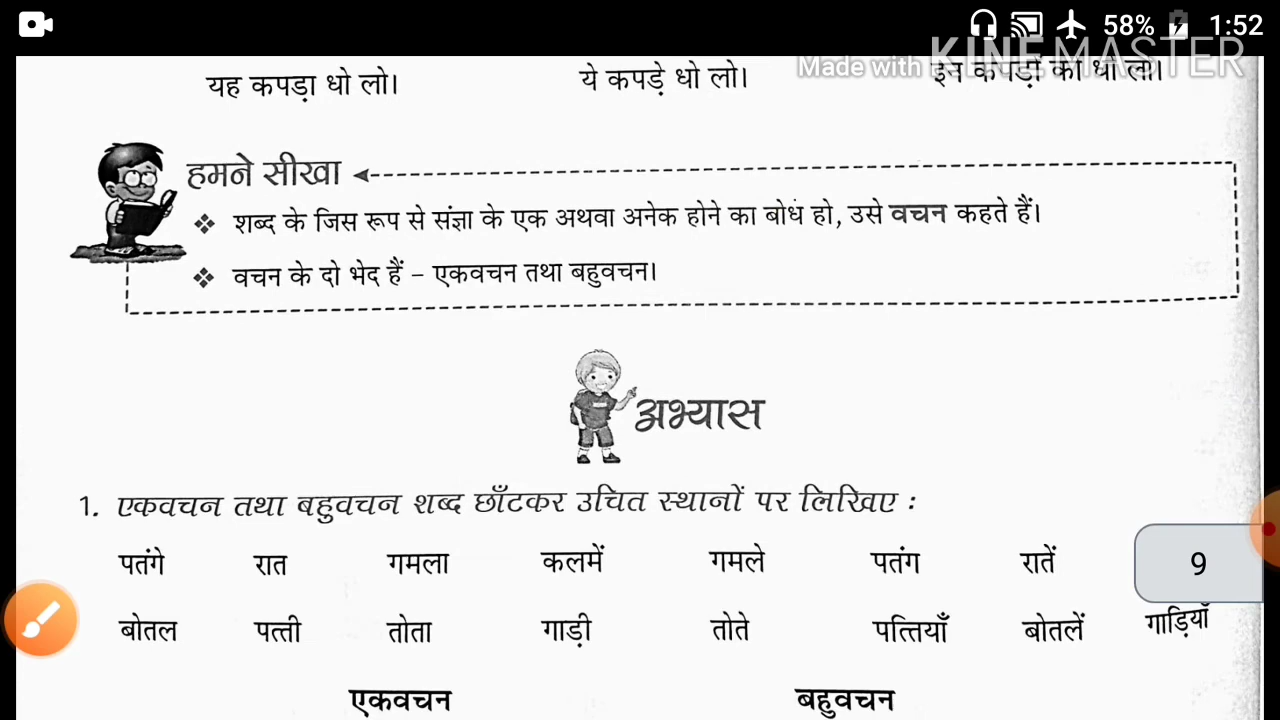 58% 1:52
Made with KINEMASTER
यह कपड़ा धो लो। ये कपड़े धो लो। इन कपड़ों को धो लो।
हमने सीखा
❖ शब्द के जिस रूप से संज्ञा के एक अथवा अनेक होने का बोध हो, उसे वचन कहते हैं।
❖ वचन के दो भेद हैं – एकवचन तथा बहुवचन।
अभ्यास
1. एकवचन तथा बहुवचन शब्द छाँटकर उचित स्थानों पर लिखिए :
पतंगे रात गमला कलमें गमले पतंग रातें 9
बोतल पत्ती तोता गाड़ी तोते पत्तियाँ बोतलें गाड़ियाँ
एकवचन बहुवचन